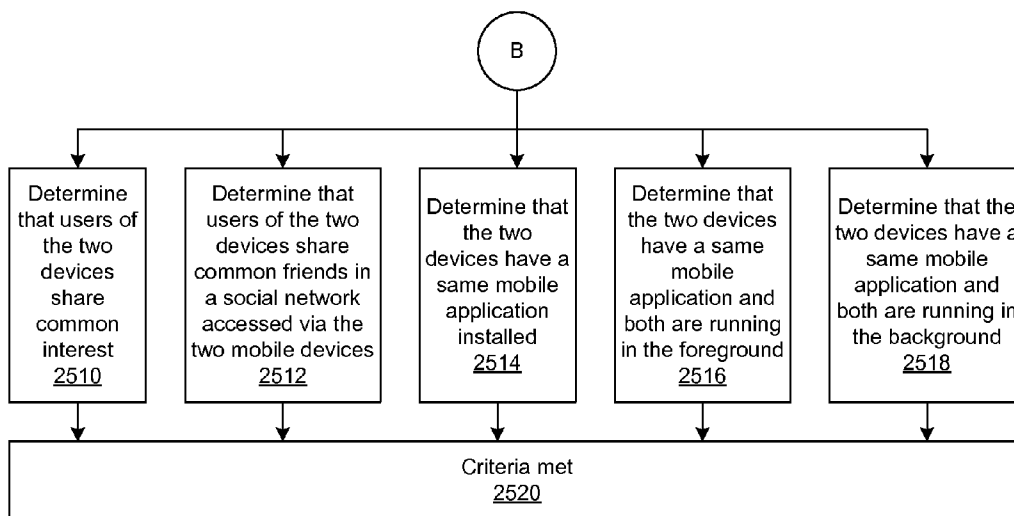 B
Determine
that users of
the two
devices
share
common
interest
2510
Determine that
users of the two
devices share
common friends in
a social network
accessed via the
two mobile devices
2512
Determine that
the two
devices have a
same mobile
application
installed
2514
Determine that
the two devices
have a same
mobile
application and
both are running
in the foreground
2516
Determine that the
two devices have a
same mobile
application and
both are running in
the background
2518
Criteria met
2520